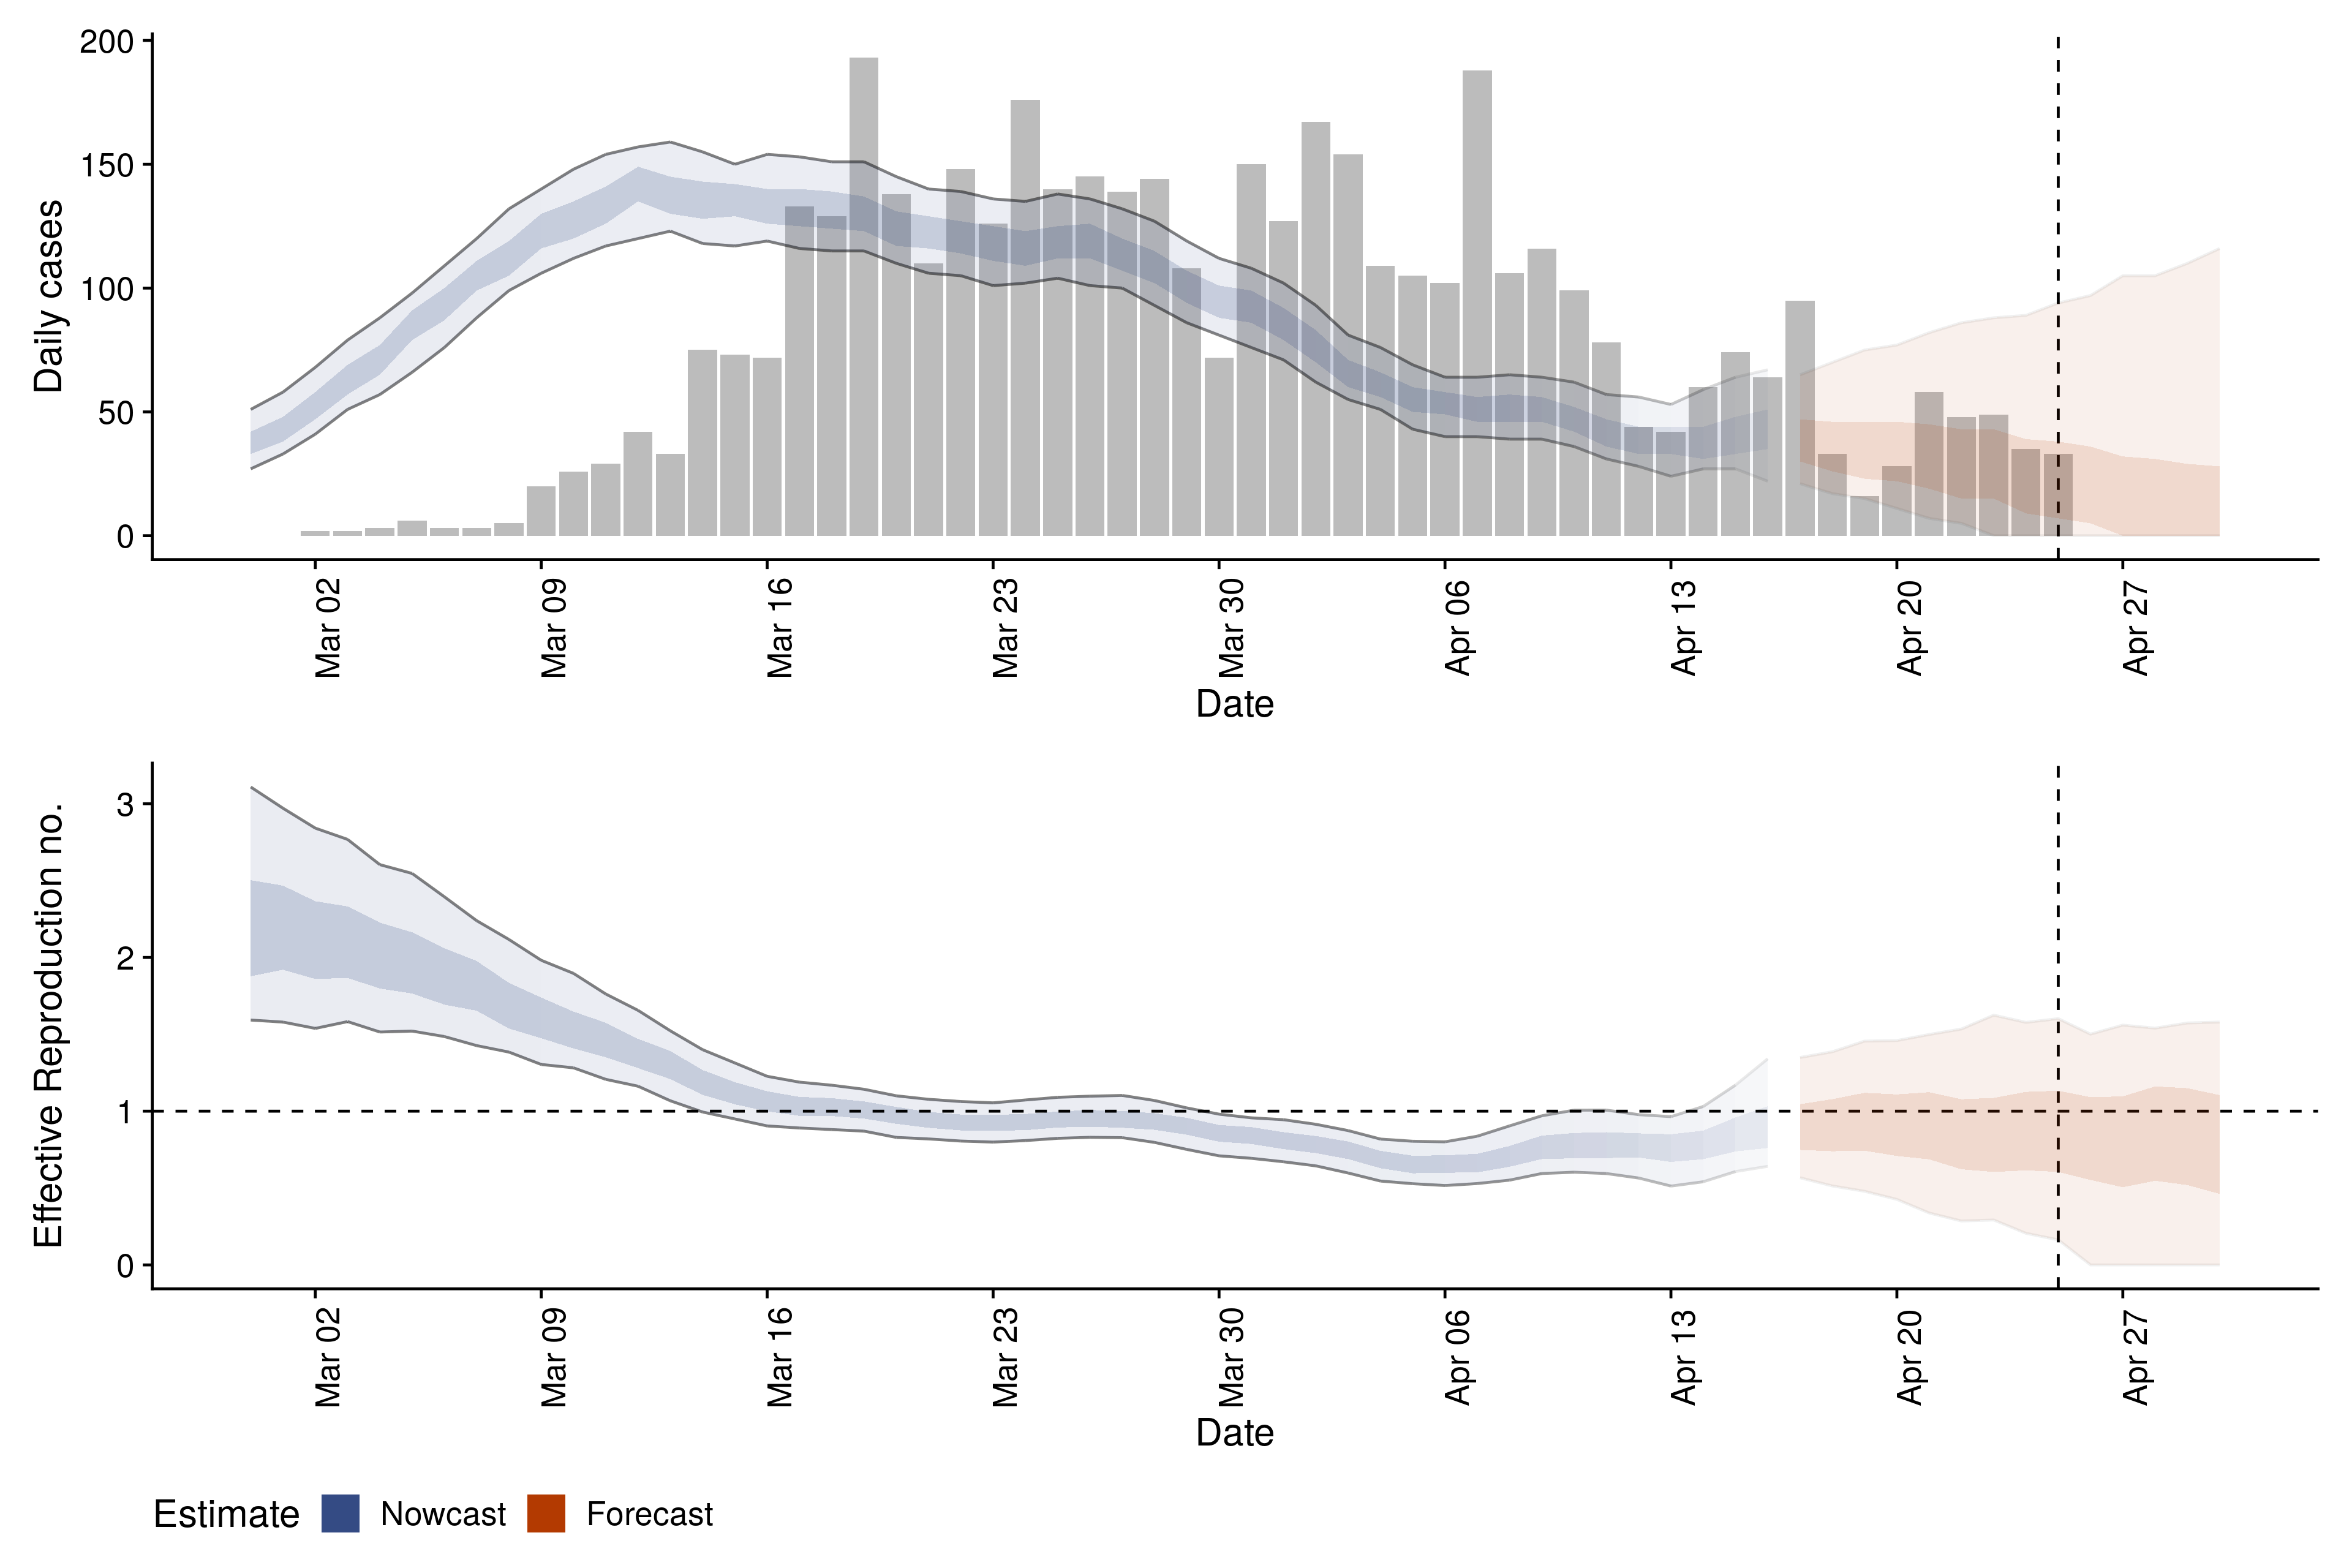 Daily cases
200
150
100
50
0
Mar 02
Mar 09
Mar 16
Mar 23
Mar 30
Apr 06
Apr 13
Apr 20
Apr 27
Date
Effective Reproduction no.
3
2
1
0
Mar 02
Mar 09
Mar 16
Mar 23
Mar 30
Apr 06
Apr 13
Apr 20
Apr 27
Date
Estimate Nowcast Forecast